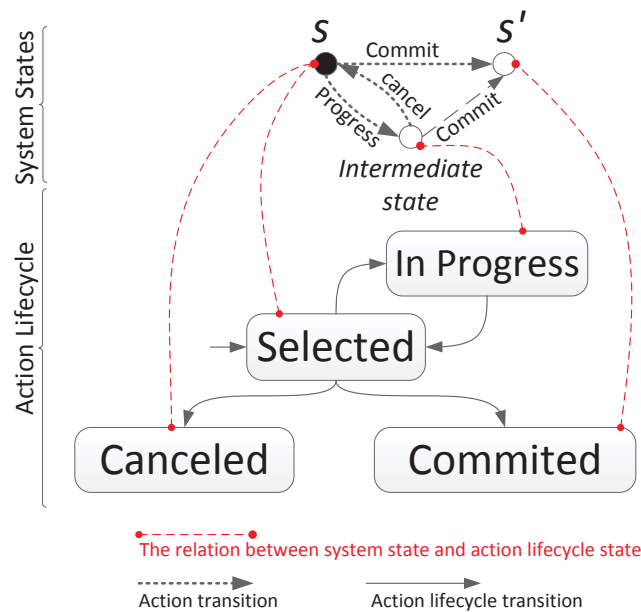 S
S'
Commit
cancel
Progress
Commit
Intermediate
state
System States
Action Lifecycle
In Progress
Selected
Canceled
Commited
The relation between system state and action lifecycle state
Action transition
Action lifecycle transition